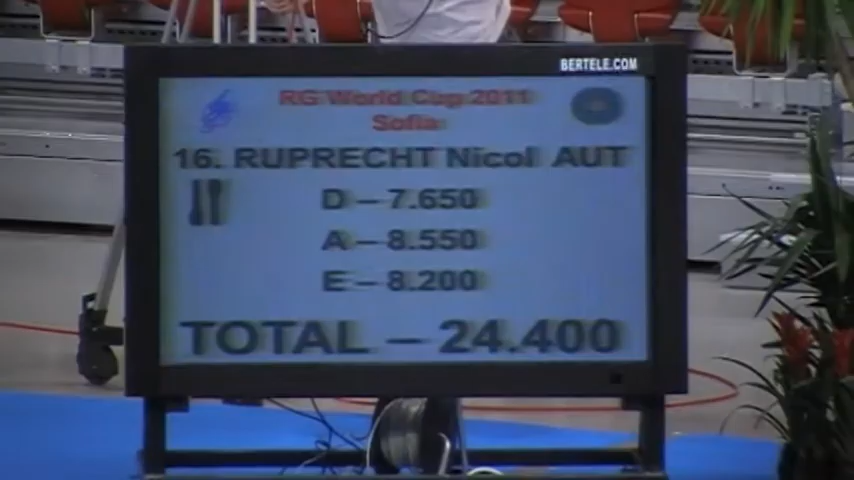 BERTELE.COM
RG World Cup 2011
Sofia
16. RUPRECHT Nicol AUT
D – 7.650
A – 8.550
E – 8.200
TOTAL – 24.400